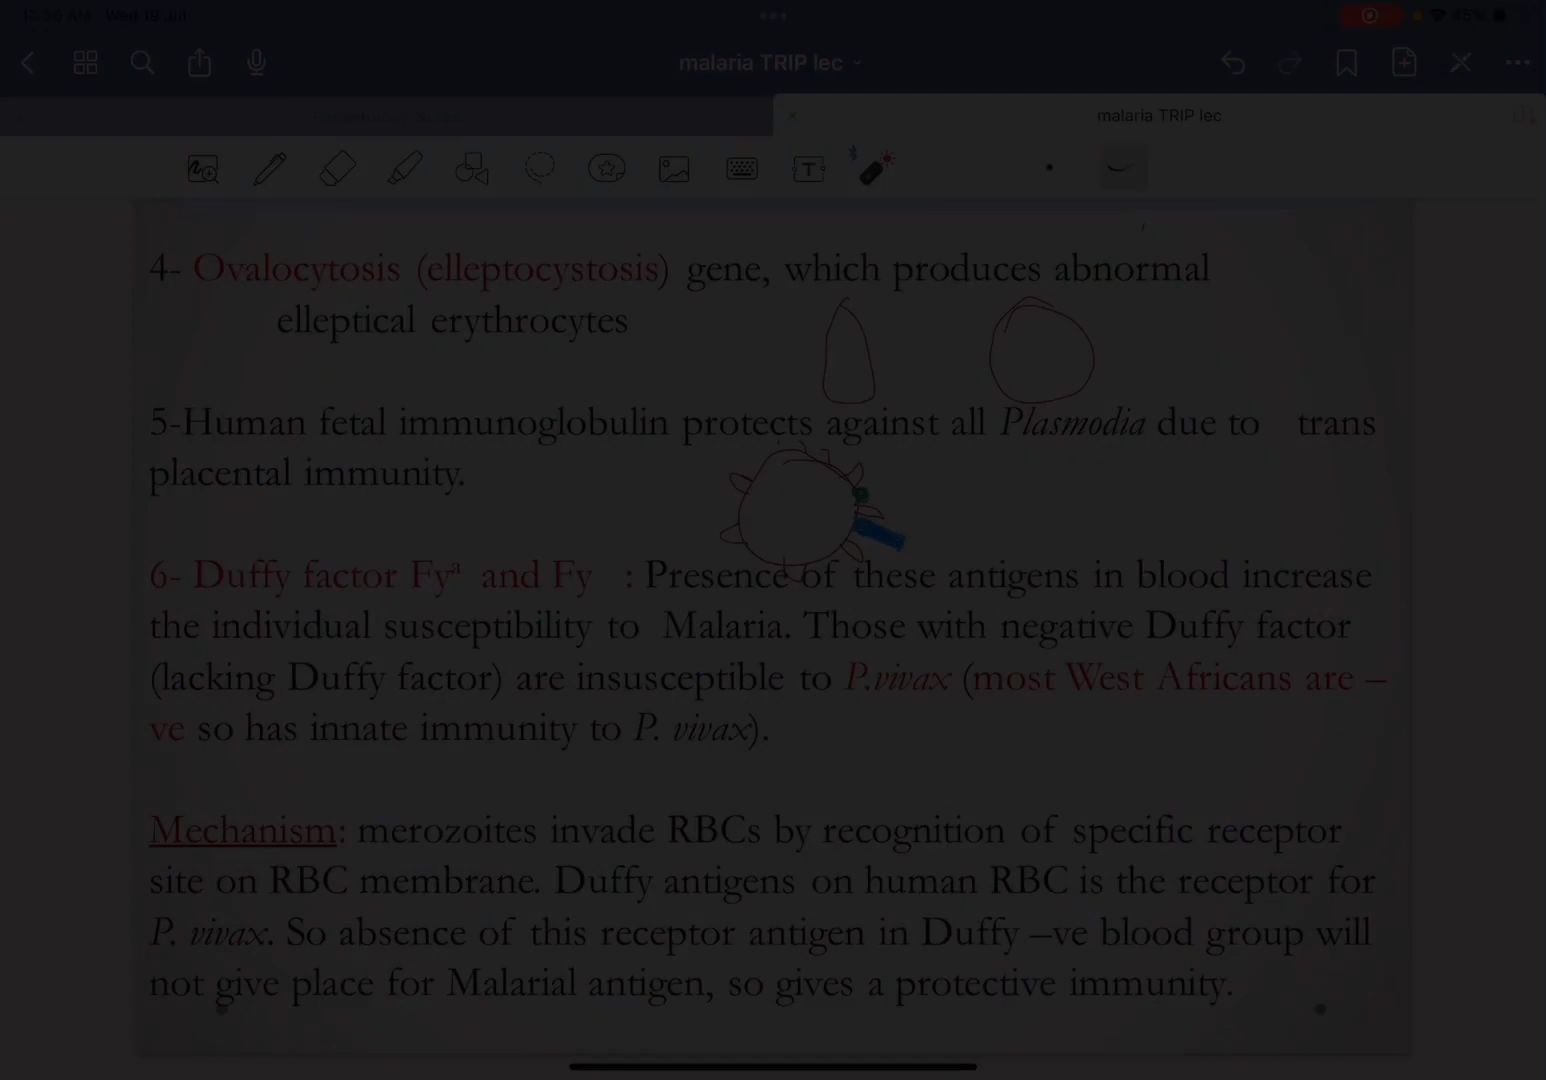 Wed 19 Jul
45%
malaria TRIP lec
malaria TRIP lec
T
4- Ovalocytosis (elleptocystosis) gene, which produces abnormal
elleptical erythrocytes
5-Human fetal immunoglobulin protects against all Plasmodia due to trans
placental immunity.
6- Duffy factor Fyᵃ and Fy : Presence of these antigens in blood increase
the individual susceptibility to Malaria. Those with negative Duffy factor
(lacking Duffy factor) are insusceptible to P.vivax (most West Africans are –
ve so has innate immunity to P. vivax).
Mechanism: merozoites invade RBCs by recognition of specific receptor
site on RBC membrane. Duffy antigens on human RBC is the receptor for
P. vivax. So absence of this receptor antigen in Duffy –ve blood group will
not give place for Malarial antigen, so gives a protective immunity.